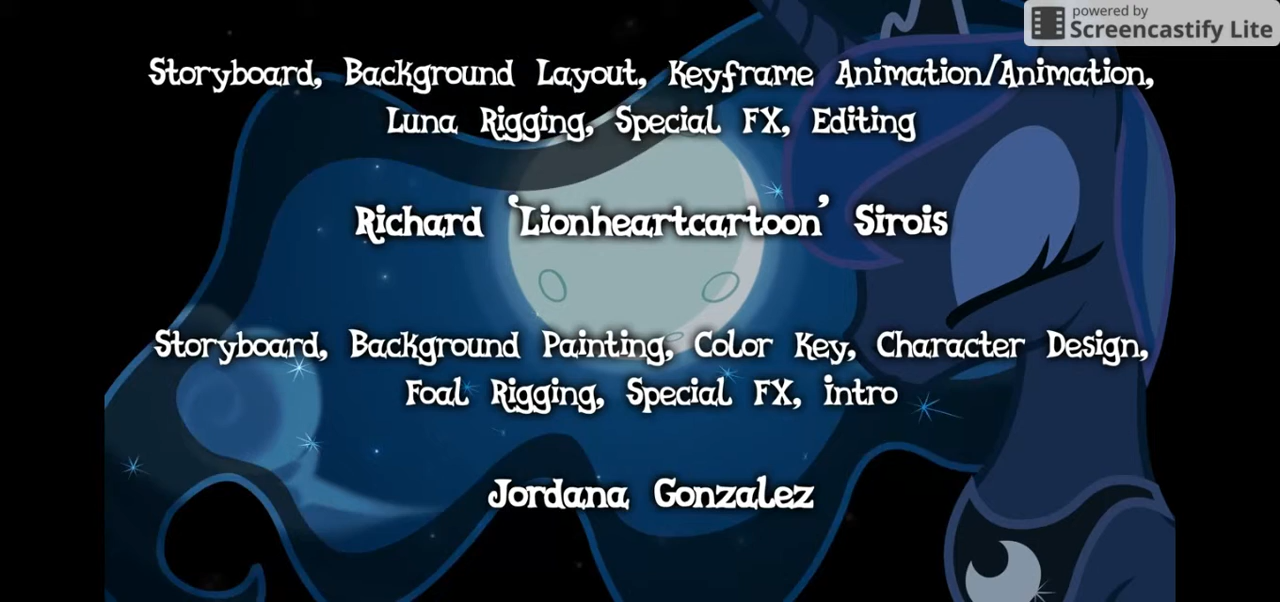 powered by
Screencastify Lite
Storyboard, Background Layout, Keyframe Animation/Animation,
Luna Rigging, Special FX, Editing
Richard 'Lionheartcartoon' Sirois
Storyboard, Background Painting, Color Key, Character Design,
Foal Rigging, Special FX, intro
Jordana Gonzalez